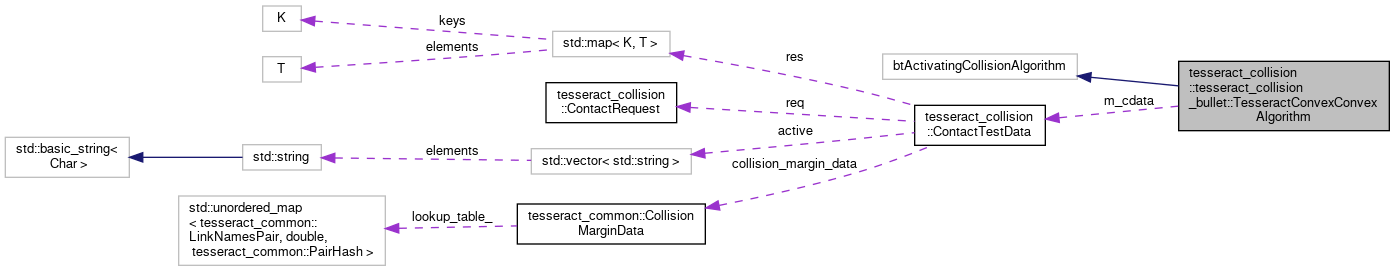 K
keys
std::map< K, T >
elements
T
res
btActivatingCollisionAlgorithm
tesseract_collision
::tesseract_collision
_bullet::TesseractConvexConvex
Algorithm
tesseract_collision
::ContactRequest
req
m_cdata
tesseract_collision
::ContactTestData
active
std::basic_string<
Char >
std::string
elements
std::vector< std::string >
collision_margin_data
std::unordered_map
< tesseract_common::
LinkNamesPair, double,
tesseract_common::PairHash >
lookup_table_
tesseract_common::Collision
MarginData